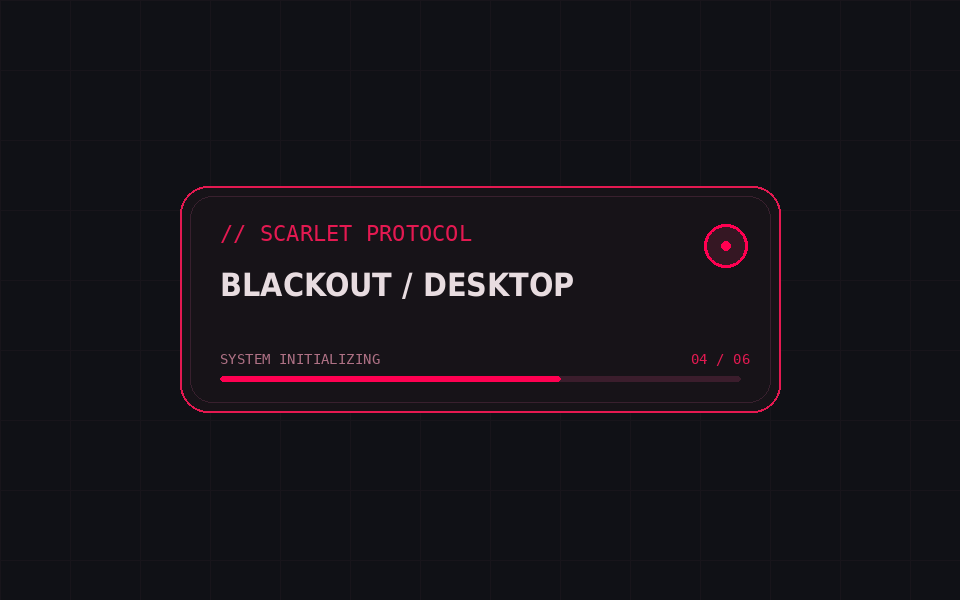 // SCARLET PROTOCOL
BLACKOUT / DESKTOP
SYSTEM INITIALIZING
04 / 06